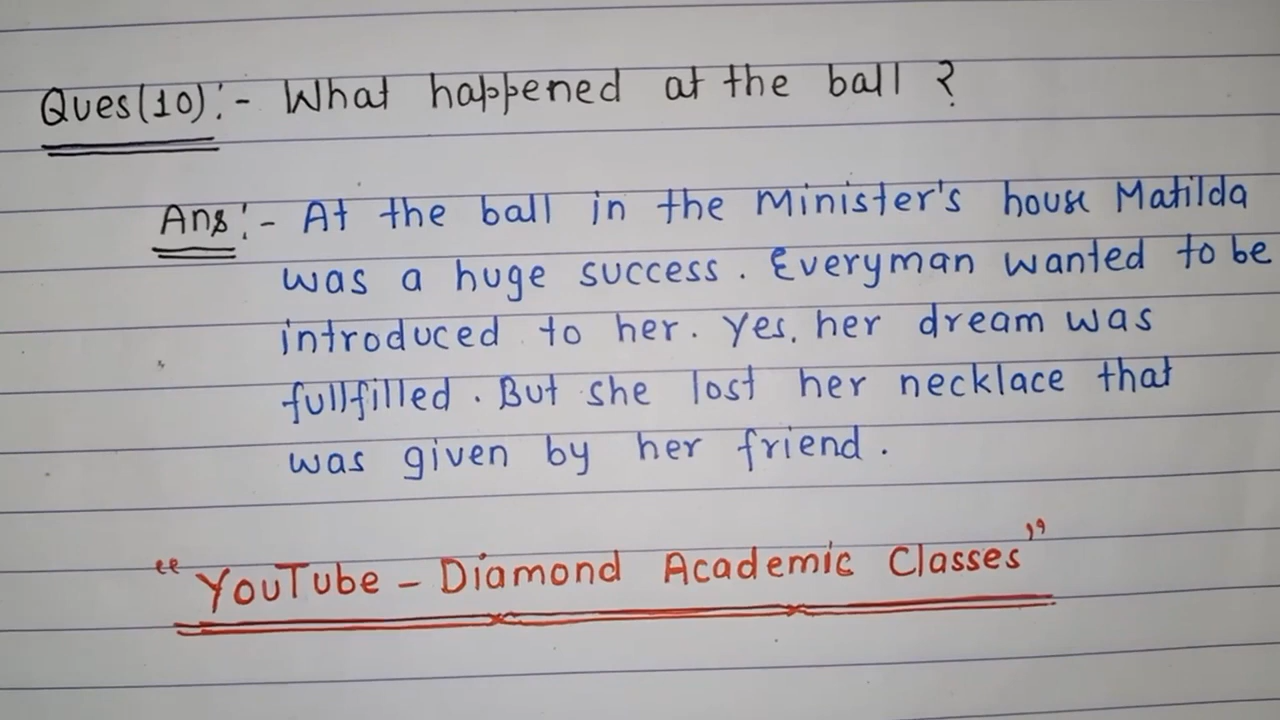 Ques(10):- What happened at the ball ?
Ans:- At the ball in the Minister's house Matilda
was a huge success. Everyman wanted to be
introduced to her. Yes, her dream was
fullfilled. But she lost her necklace that
was given by her friend.
"YouTube - Diamond Academic Classes"